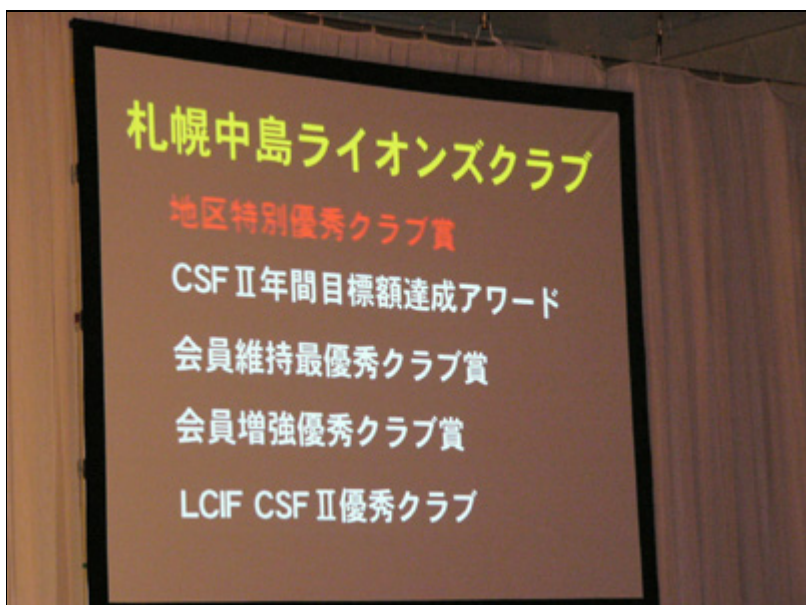 札幌中島ライオンズクラブ
地区特別優秀クラブ賞
CSFⅡ年間目標額達成アワード
会員維持最優秀クラブ賞
会員増強優秀クラブ賞
LCIF CSFⅡ優秀クラブ